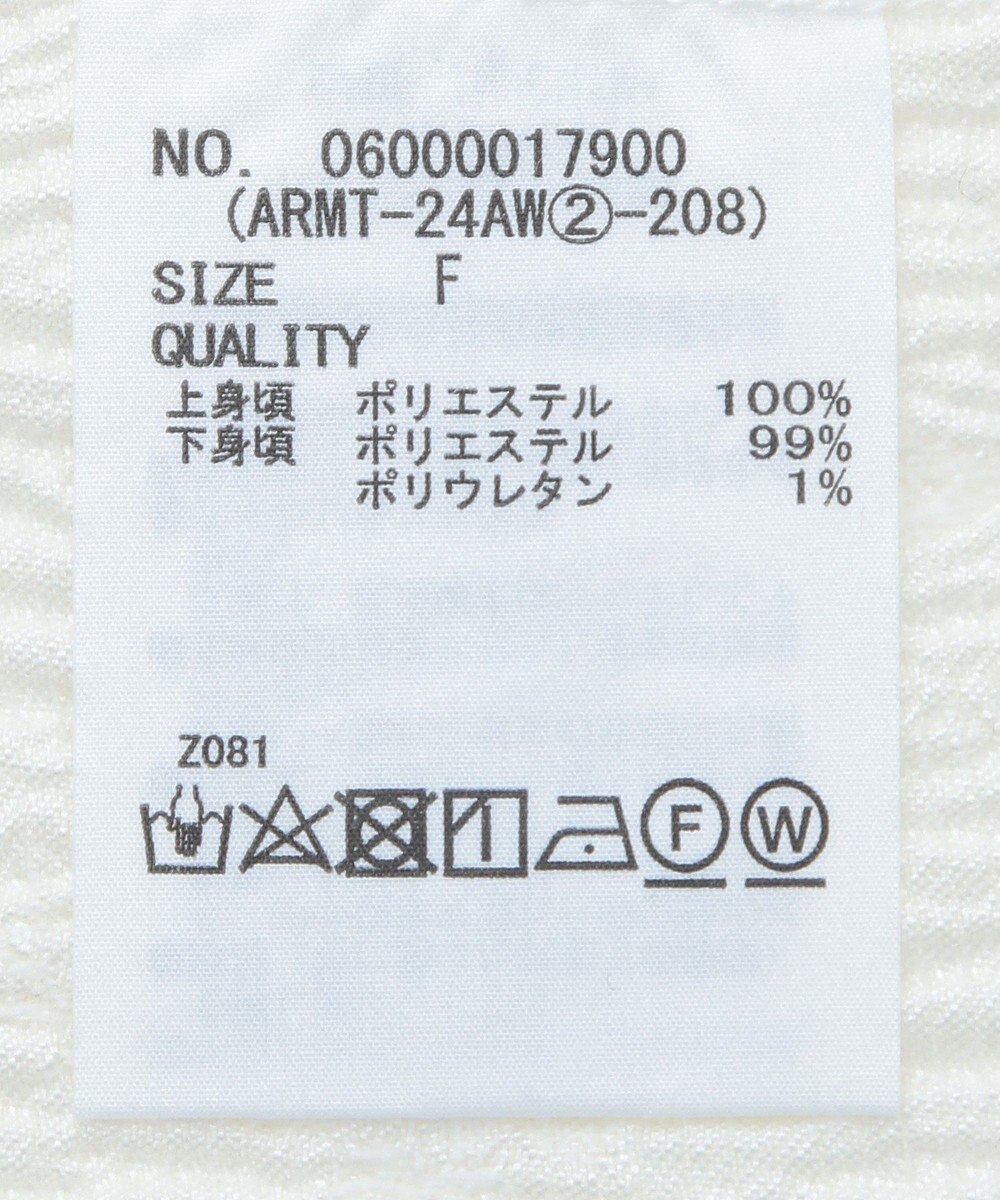 NO. 06000017900
(ARMT-24AW②-208)
SIZE F
QUALITY
上身頃 ポリエステル 100%
下身頃 ポリエステル 99%
ポリウレタン 1%
Z081
F W